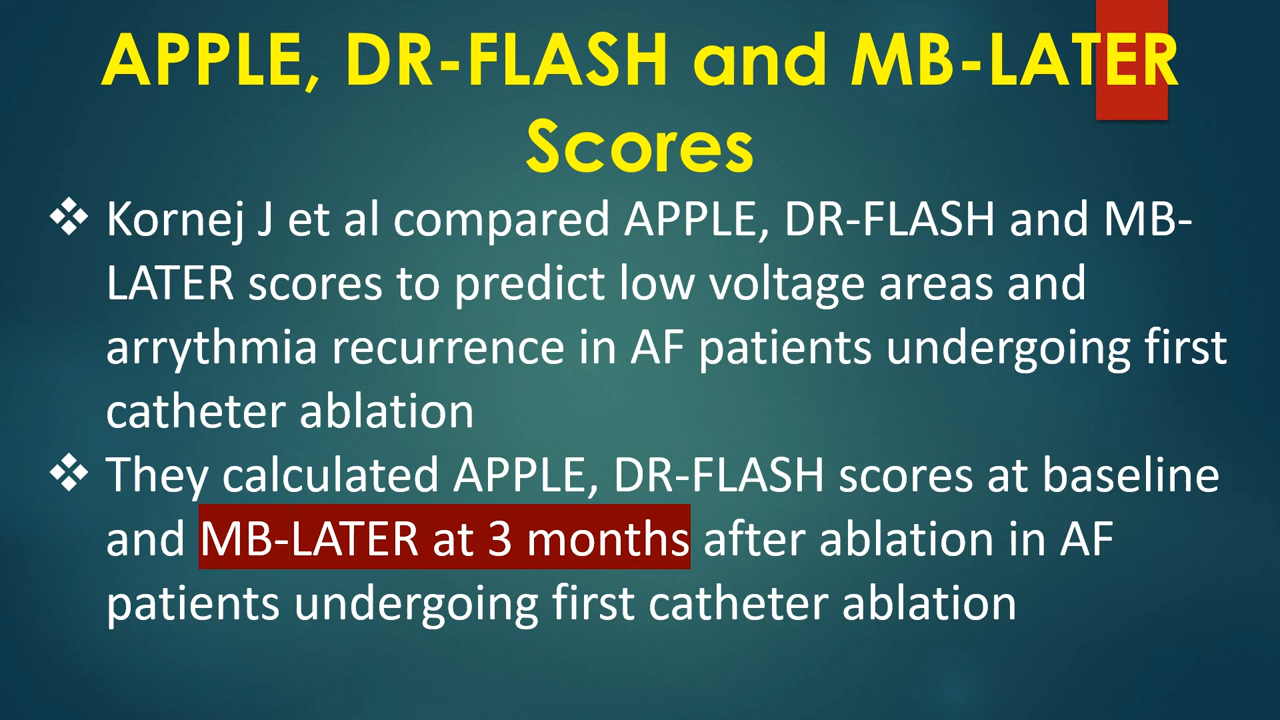 APPLE, DR-FLASH and MB-LATER
Scores
❖ Kornej J et al compared APPLE, DR-FLASH and MB-
LATER scores to predict low voltage areas and
arrythmia recurrence in AF patients undergoing first
catheter ablation
❖ They calculated APPLE, DR-FLASH scores at baseline
and MB-LATER at 3 months after ablation in AF
patients undergoing first catheter ablation